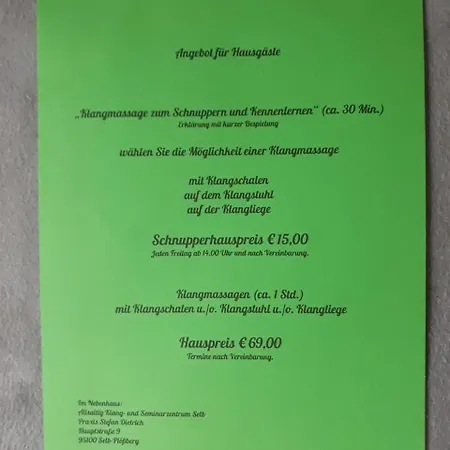 Angebot für Hausgäste
„Klangmassage zum Schnuppern und Kennenlernen“ (ca. 30 Min.)
Erklärung mit kurzer Bespielung
wählen Sie die Möglichkeit einer Klangmassage
mit Klangschalen
auf dem Klangstuhl
auf der Klangliege
Schnupperhauspreis € 15,00
Jeden Freitag ab 14.00 Uhr und nach Vereinbarung.
Klangmassagen (ca. 1 Std.)
mit Klangschalen u./o. Klangstuhl u./o. Klangliege
Hauspreis € 69,00
Termine nach Vereinbarung.
Im Nebenhaus:
Allsaitig Klang- und Seminarzentrum Selb
Praxis Stefan Dietrich
Hauptstraße 9
95100 Selb-Plößberg